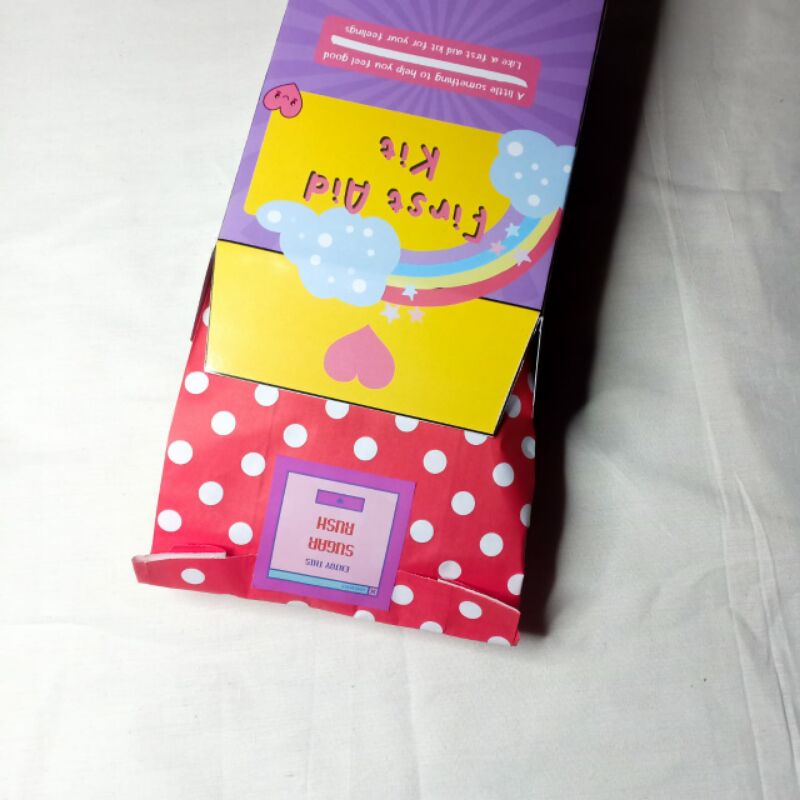 First Aid
Kit
A little something to help you feel good
Like a first aid kit for your feelings
ENJOY THIS
SUGAR
RUSH